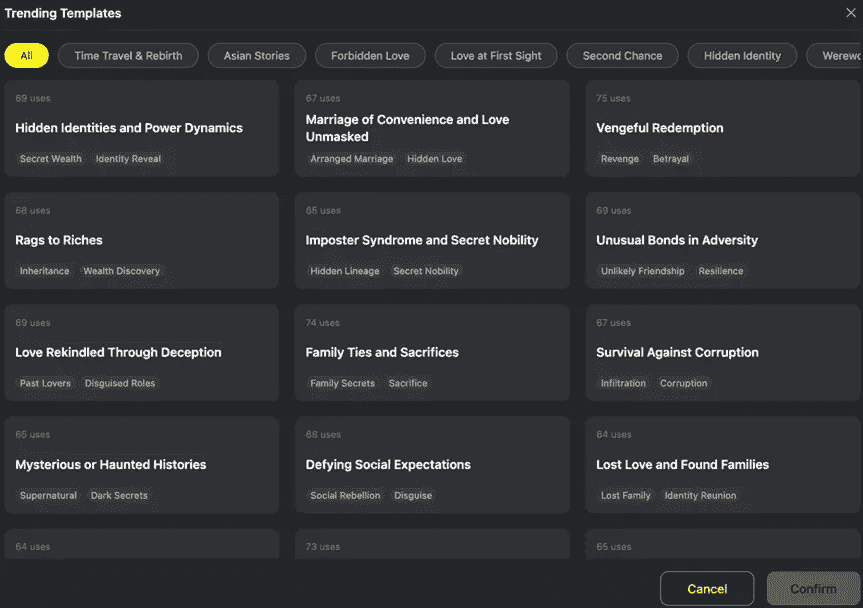 Trending Templates
All
Time Travel & Rebirth
Asian Stories
Forbidden Love
Love at First Sight
Second Chance
Hidden Identity
Werewo
69 uses
Hidden Identities and Power Dynamics
Secret Wealth Identity Reveal
67 uses
Marriage of Convenience and Love
Unmasked
Arranged Marriage Hidden Love
75 uses
Vengeful Redemption
Revenge Betrayal
68 uses
Rags to Riches
Inheritance Wealth Discovery
65 uses
Imposter Syndrome and Secret Nobility
Hidden Lineage Secret Nobility
69 uses
Unusual Bonds in Adversity
Unlikely Friendship Resilience
69 uses
Love Rekindled Through Deception
Past Lovers Disguised Roles
74 uses
Family Ties and Sacrifices
Family Secrets Sacrifice
67 uses
Survival Against Corruption
Infiltration Corruption
65 uses
Mysterious or Haunted Histories
Supernatural Dark Secrets
66 uses
Defying Social Expectations
Social Rebellion Disguise
64 uses
Lost Love and Found Families
Lost Family Identity Reunion
64 uses
73 uses
65 uses
Cancel
Confirm